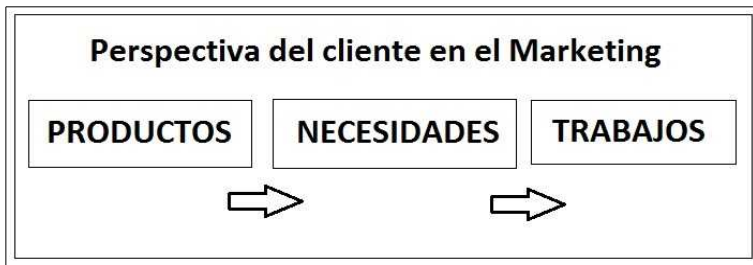 Perspectiva del cliente en el Marketing
PRODUCTOS NECESIDADES TRABAJOS